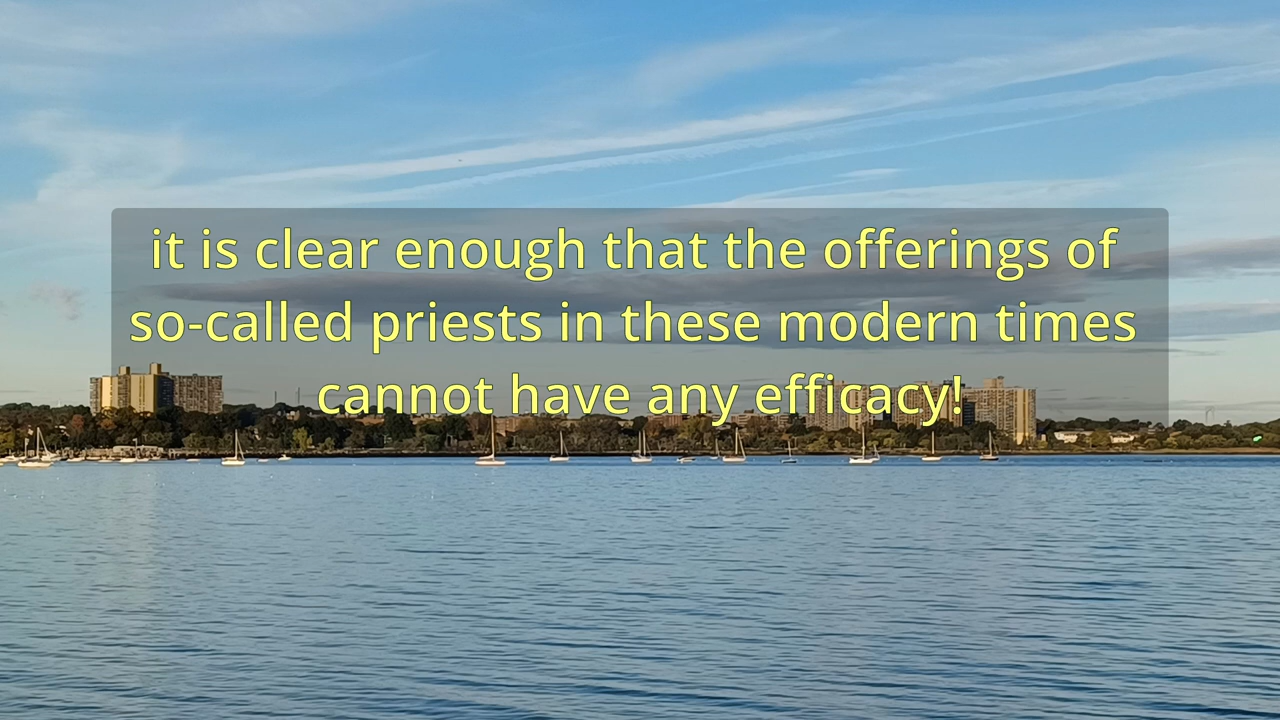 it is clear enough that the offerings of
so-called priests in these modern times
cannot have any efficacy!